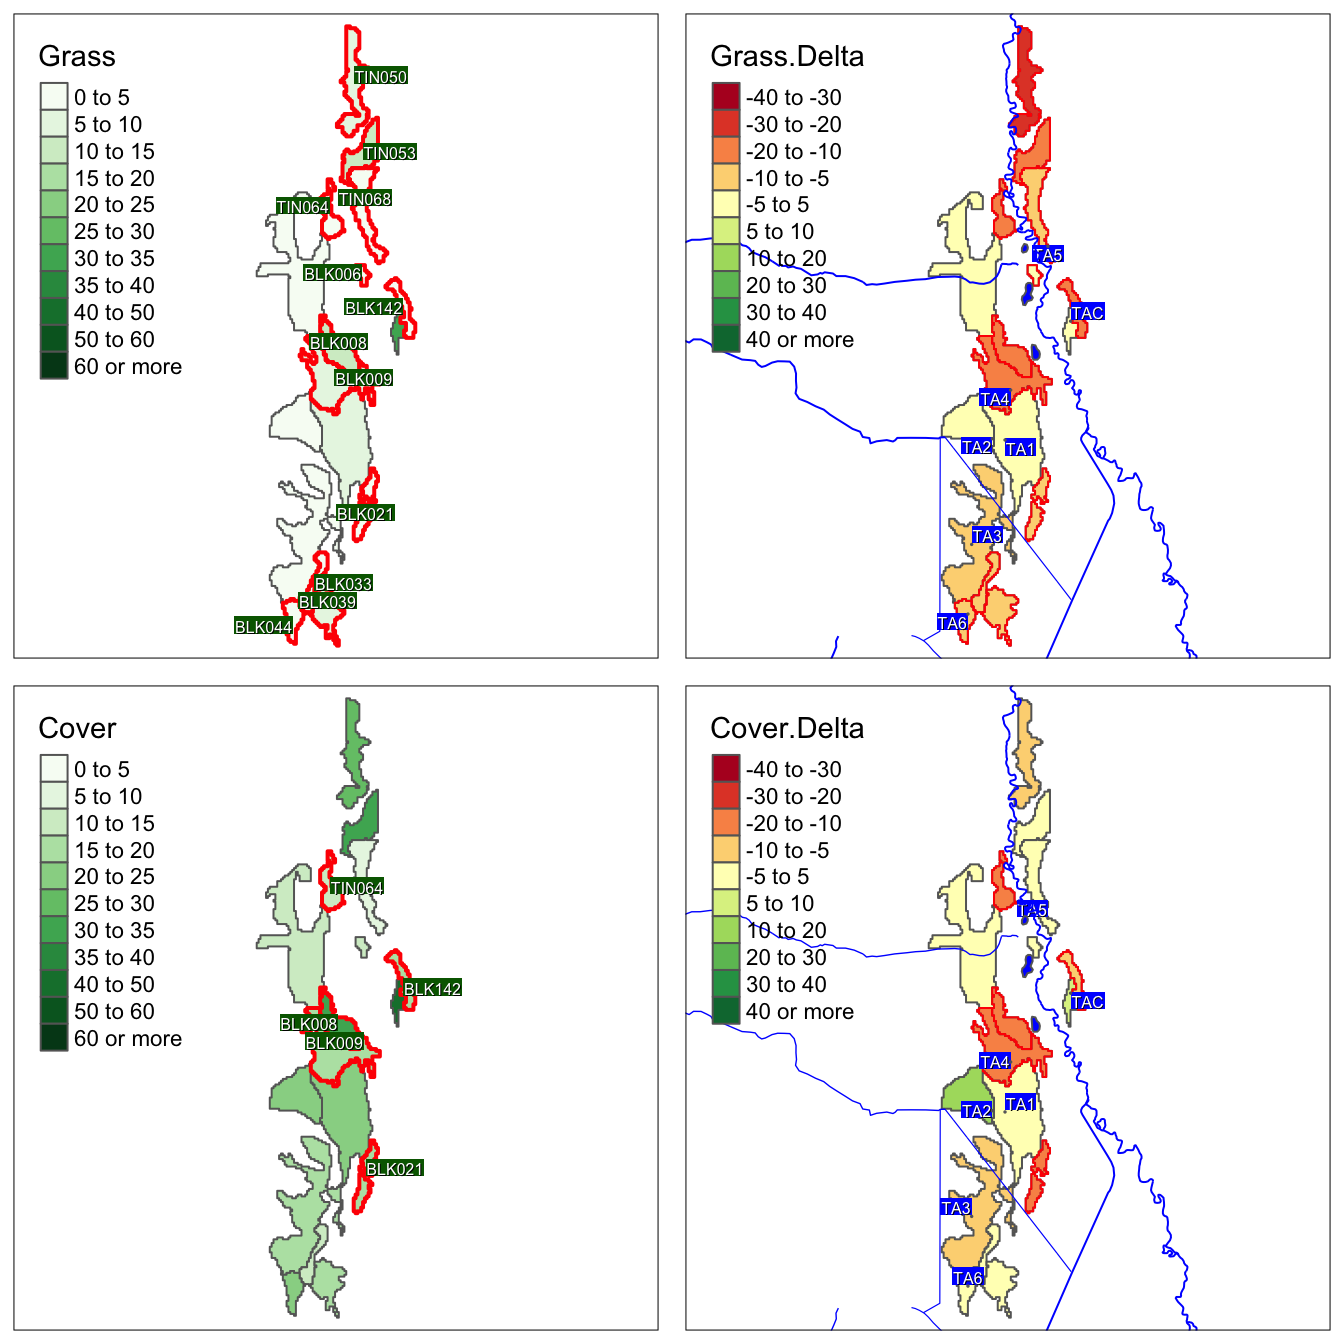 Grass
0 to 5
5 to 10
10 to 15
15 to 20
20 to 25
25 to 30
30 to 35
35 to 40
40 to 50
50 to 60
60 or more
TIN050
TIN053
TIN068
TIN064
BLK006
BLK142
BLK008
BLK009
BLK021
BLK033
BLK039
BLK044
Grass.Delta
-40 to -30
-30 to -20
-20 to -10
-10 to -5
-5 to 5
5 to 10
10 to 20
20 to 30
30 to 40
40 or more
TA5
TAC
TA4
TA2
TA1
TA3
TA6
Cover
0 to 5
5 to 10
10 to 15
15 to 20
20 to 25
25 to 30
30 to 35
35 to 40
40 to 50
50 to 60
60 or more
TIN064
BLK142
BLK008
BLK009
BLK021
Cover.Delta
-40 to -30
-30 to -20
-20 to -10
-10 to -5
-5 to 5
5 to 10
10 to 20
20 to 30
30 to 40
40 or more
TA5
TAC
TA4
TA2
TA1
TA3
TA6